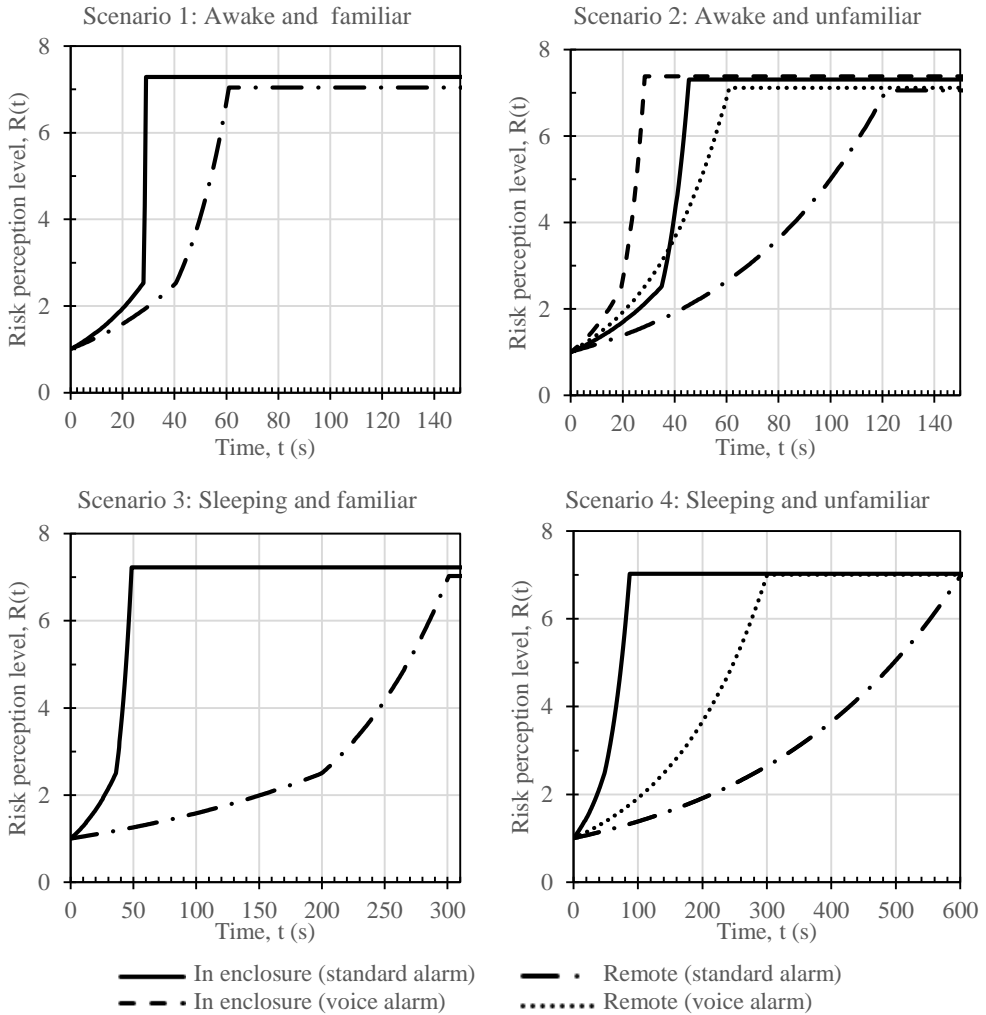 Scenario 1: Awake and  familiar
Risk perception level, R(t)
8
6
4
2
0
0 20 40 60 80 100 120 140
Time, t (s)
Scenario 2: Awake and unfamiliar
Risk perception level, R(t)
8
6
4
2
0
0 20 40 60 80 100 120 140
Time, t (s)
Scenario 3: Sleeping and familiar
Risk perception level, R(t)
8
6
4
2
0
0 50 100 150 200 250 300
Time, t (s)
Scenario 4: Sleeping and unfamiliar
Risk perception level, R(t)
8
6
4
2
0
0 100 200 300 400 500 600
Time, t (s)
In enclosure (standard alarm)
Remote (standard alarm)
In enclosure (voice alarm)
Remote (voice alarm)